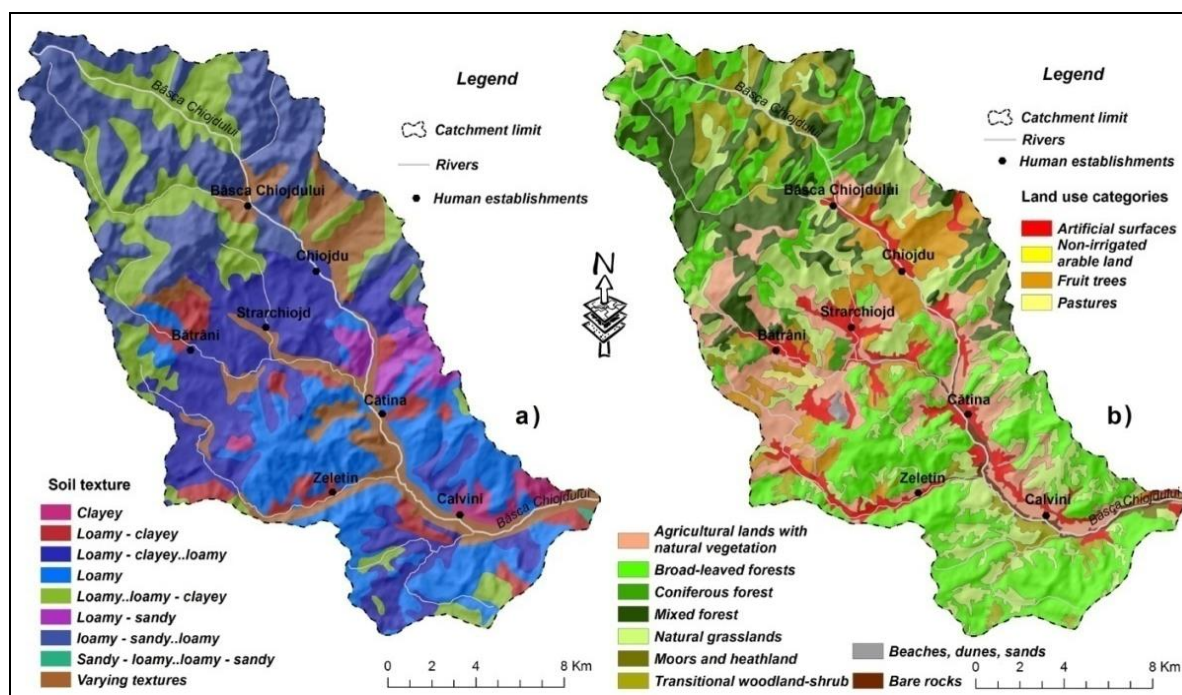 Legend
Catchment limit
Rivers
Human establishments
Bâsca Chiojdului
Bâsca Chiojdului
Chiojdu
Strarchiojd
Bătrâni
Cătina
Zeletin
Calvini
Bâsca Chiojdului
a)
Soil texture
Clayey
Loamy - clayey
Loamy - clayey..loamy
Loamy
Loamy..loamy - clayey
Loamy - sandy
loamy - sandy..loamy
Sandy - loamy..loamy - sandy
Varying textures
0 2 4 8 Km
N
Legend
Catchment limit
Rivers
Human establishments
Land use categories
Artificial surfaces
Non-irrigated
arable land
Fruit trees
Pastures
Bâsca Chiojdului
Bâsca Chiojdului
Chiojdu
Strarchiojd
Bătrâni
Cătina
Zeletin
Calvini
Bâsca Chiojdului
b)
Agricultural lands with
natural vegetation
Broad-leaved forests
Coniferous forest
Mixed forest
Natural grasslands
Moors and heathland
Transitional woodland-shrub
Beaches, dunes, sands
Bare rocks
0 2 4 8 Km